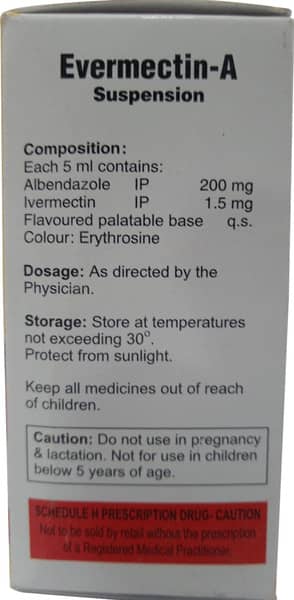 Evermectin-A
Suspension
Composition:
Each 5 ml contains:
Albendazole IP 200 mg
Ivermectin IP 1.5 mg
Flavoured palatable base q.s.
Colour: Erythrosine
Dosage: As directed by the
Physician.
Storage: Store at temperatures
not exceeding 30°.
Protect from sunlight.
Keep all medicines out of reach
of children.
Caution: Do not use in pregnancy
& lactation. Not for use in children
below 5 years of age.
SCHEDULE H PRESCRIPTION DRUG- CAUTION
Not to be sold by retail without the prescription
of a Registered Medical Practitioner.